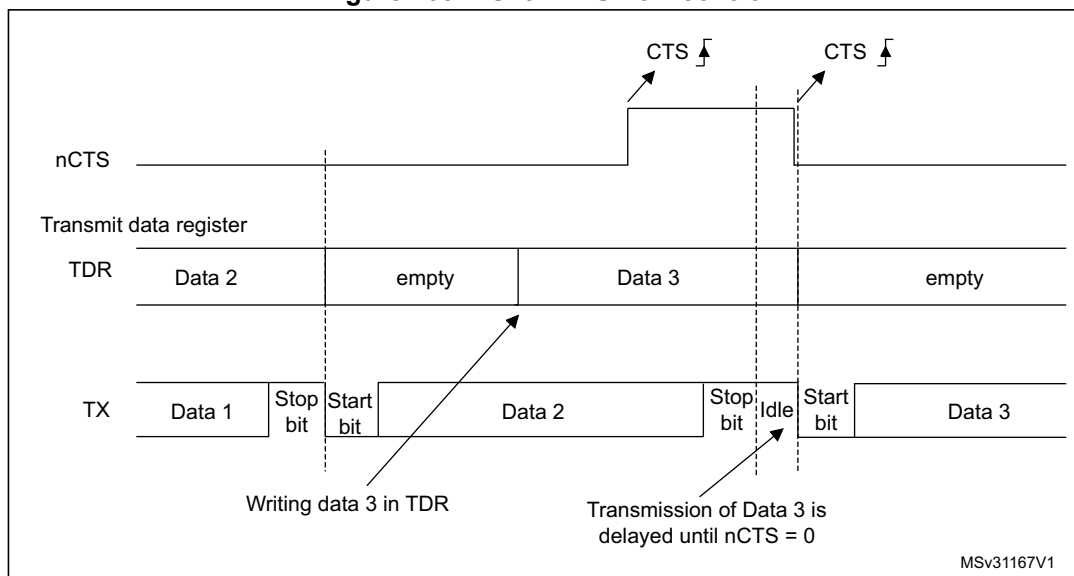 CTS
CTS
nCTS
Transmit data register
TDR
Data 2
empty
Data 3
empty
TX
Data 1
Stop
bit
Start
bit
Data 2
Stop
bit
Idle
Start
bit
Data 3
Writing data 3 in TDR
Transmission of Data 3 is
delayed until nCTS = 0
MSv31167V1